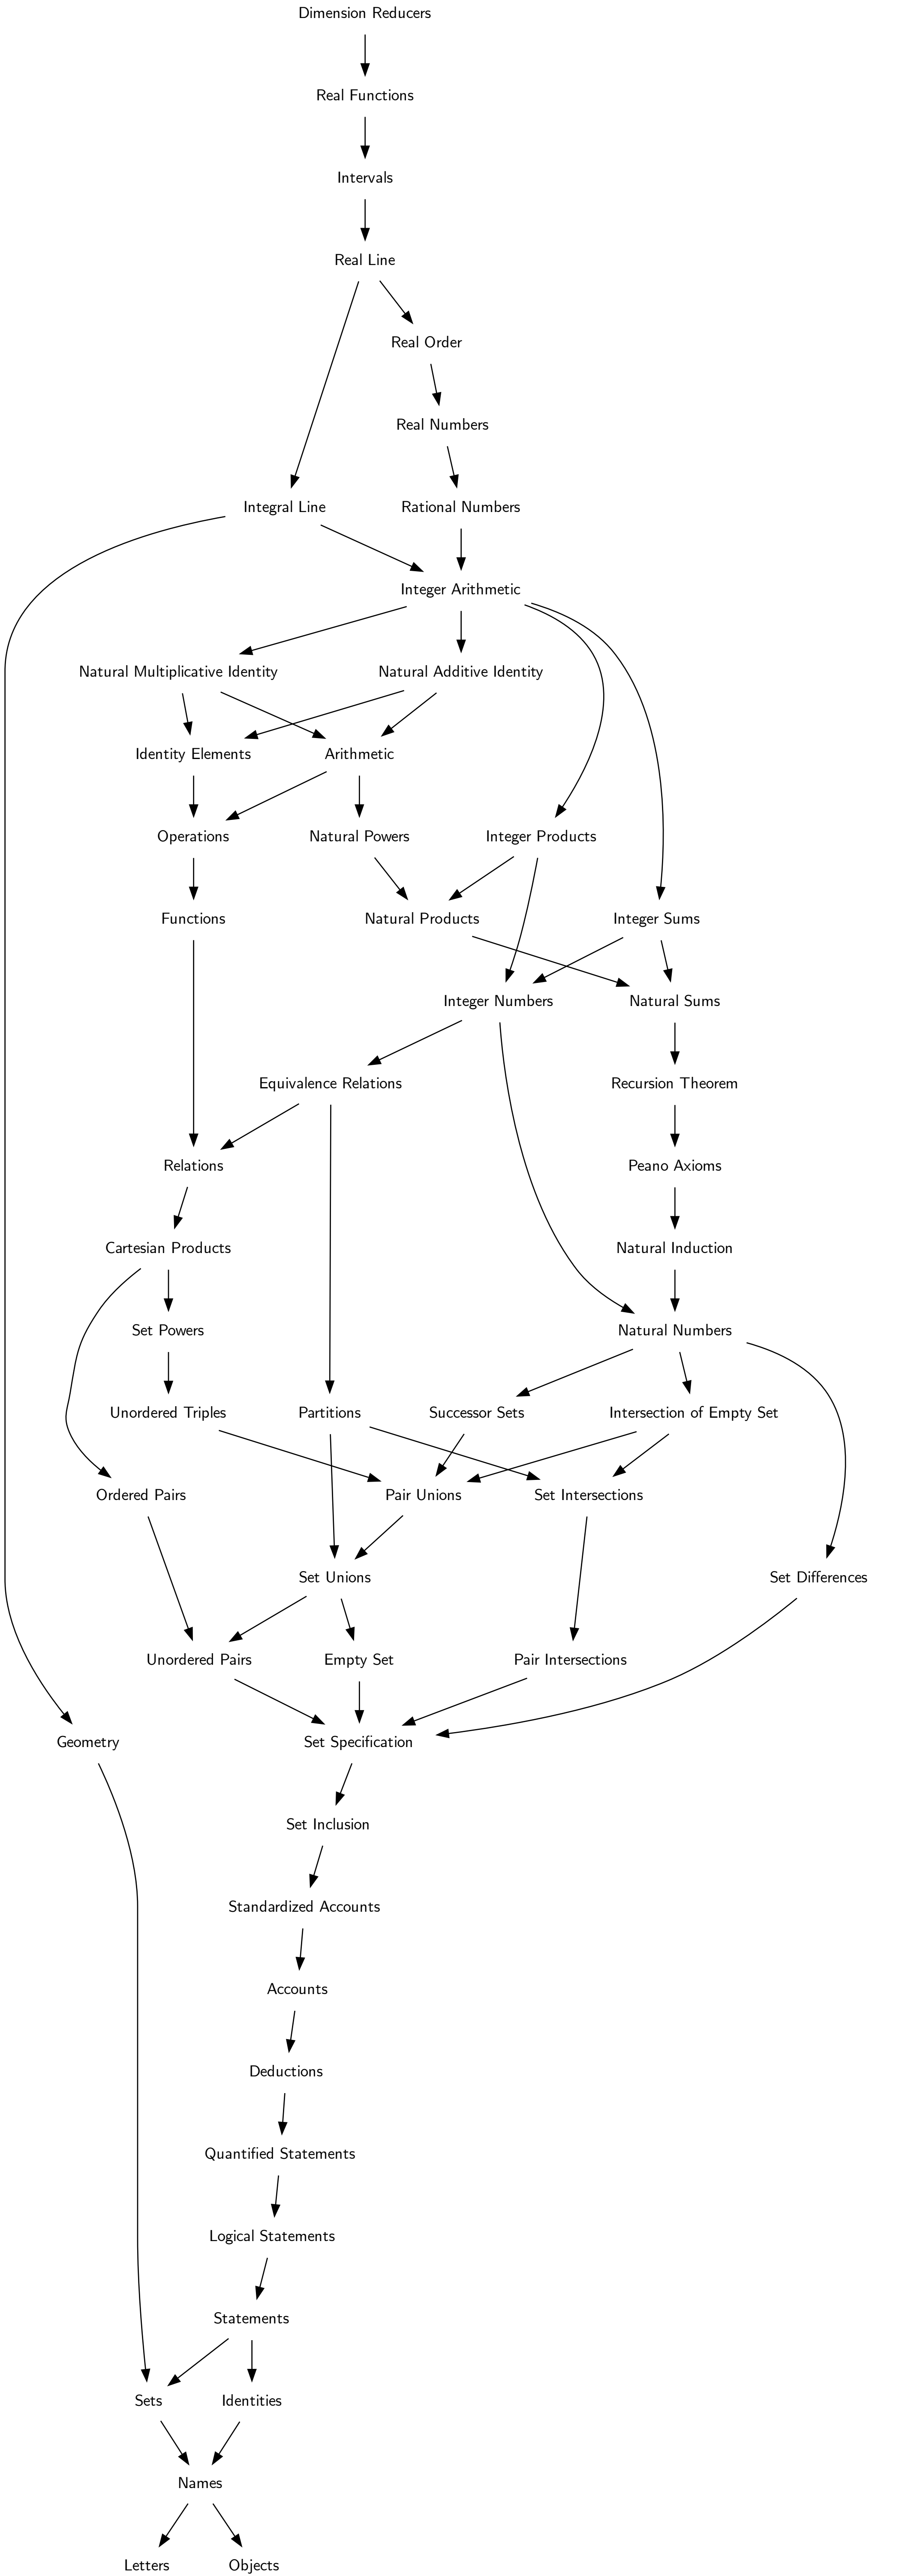 Dimension Reducers
Real Functions
Intervals
Real Line
Real Order
Real Numbers
Integral Line
Rational Numbers
Integer Arithmetic
Natural Multiplicative Identity
Natural Additive Identity
Identity Elements
Arithmetic
Operations
Natural Powers
Integer Products
Functions
Natural Products
Integer Sums
Integer Numbers
Natural Sums
Equivalence Relations
Recursion Theorem
Relations
Peano Axioms
Cartesian Products
Natural Induction
Set Powers
Natural Numbers
Unordered Triples
Partitions
Successor Sets
Intersection of Empty Set
Ordered Pairs
Pair Unions
Set Intersections
Set Unions
Set Differences
Unordered Pairs
Empty Set
Pair Intersections
Geometry
Set Specification
Set Inclusion
Standardized Accounts
Accounts
Deductions
Quantified Statements
Logical Statements
Statements
Sets
Identities
Names
Letters
Objects